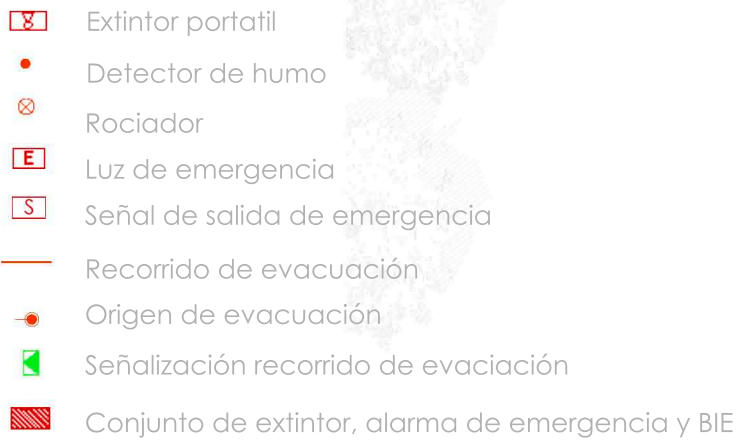 Extintor portatil
Detector de humo
Rociador
E Luz de emergencia
S Señal de salida de emergencia
Recorrido de evacuación
Origen de evacuación
Señalización recorrido de evaciación
Conjunto de extintor, alarma de emergencia y BIE